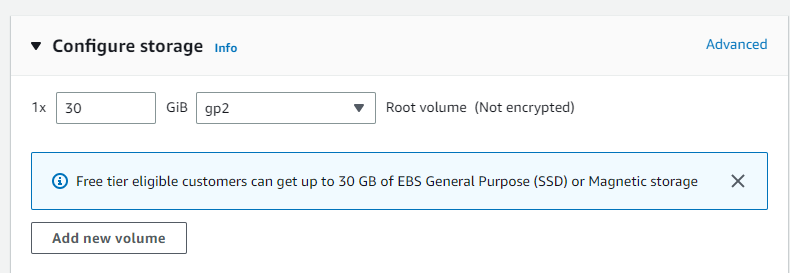 Configure storage Info Advanced
1x 30 GiB gp2 Root volume (Not encrypted)
Free tier eligible customers can get up to 30 GB of EBS General Purpose (SSD) or Magnetic storage
Add new volume